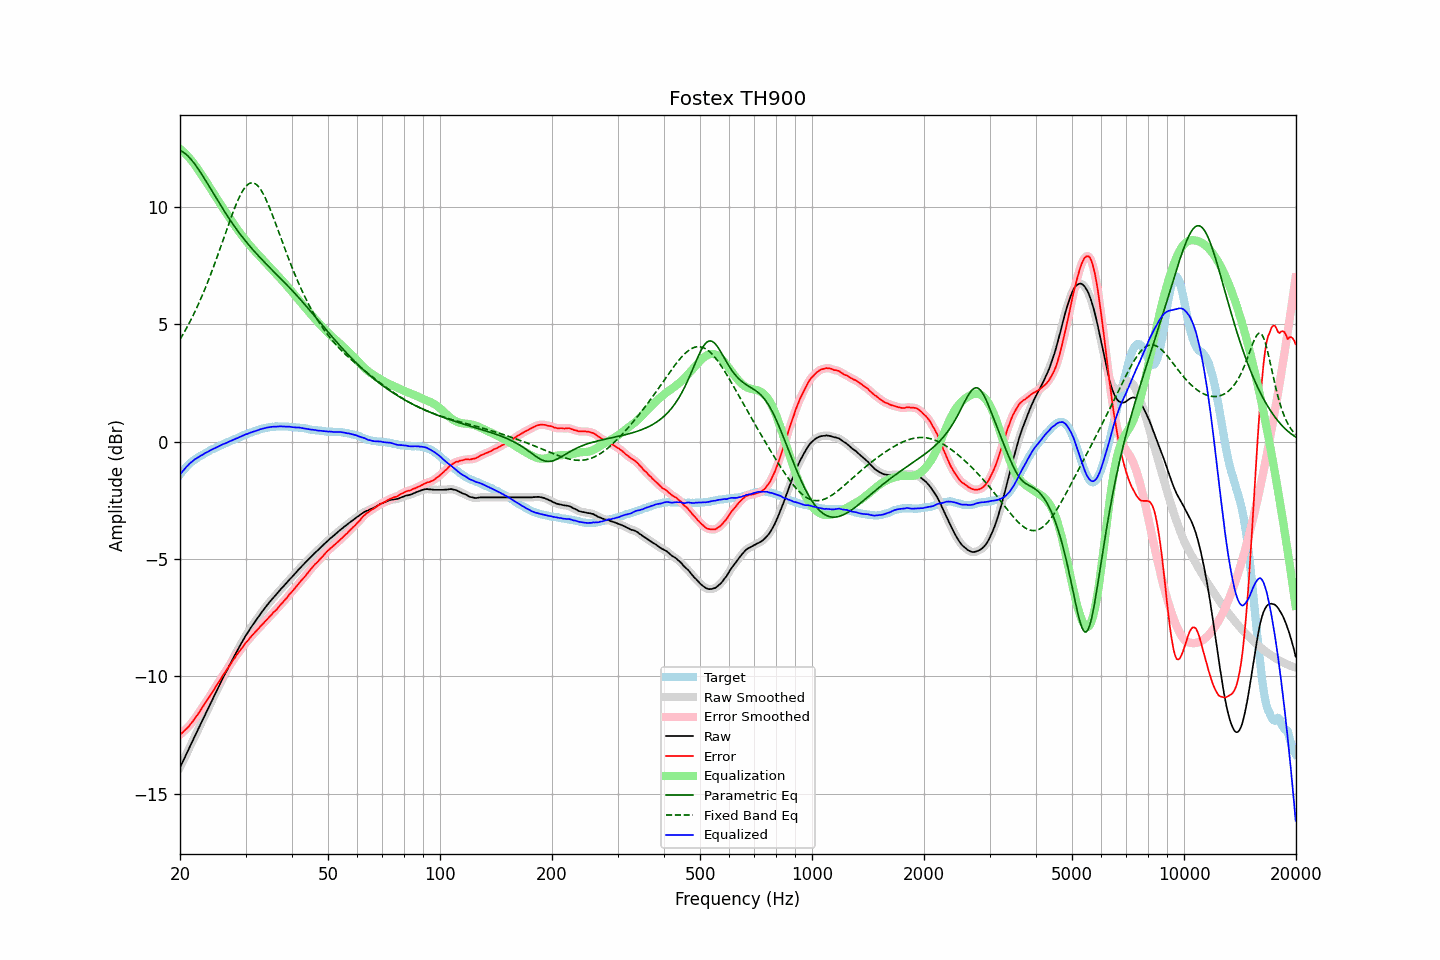 Fostex TH900
Amplitude (dBr)
10
5
0
−5
−10
−15
Target
Raw Smoothed
Error Smoothed
Raw
Error
Equalization
Parametric Eq
Fixed Band Eq
Equalized
20 50 100 200 500 1000 2000 5000 10000 20000
Frequency (Hz)